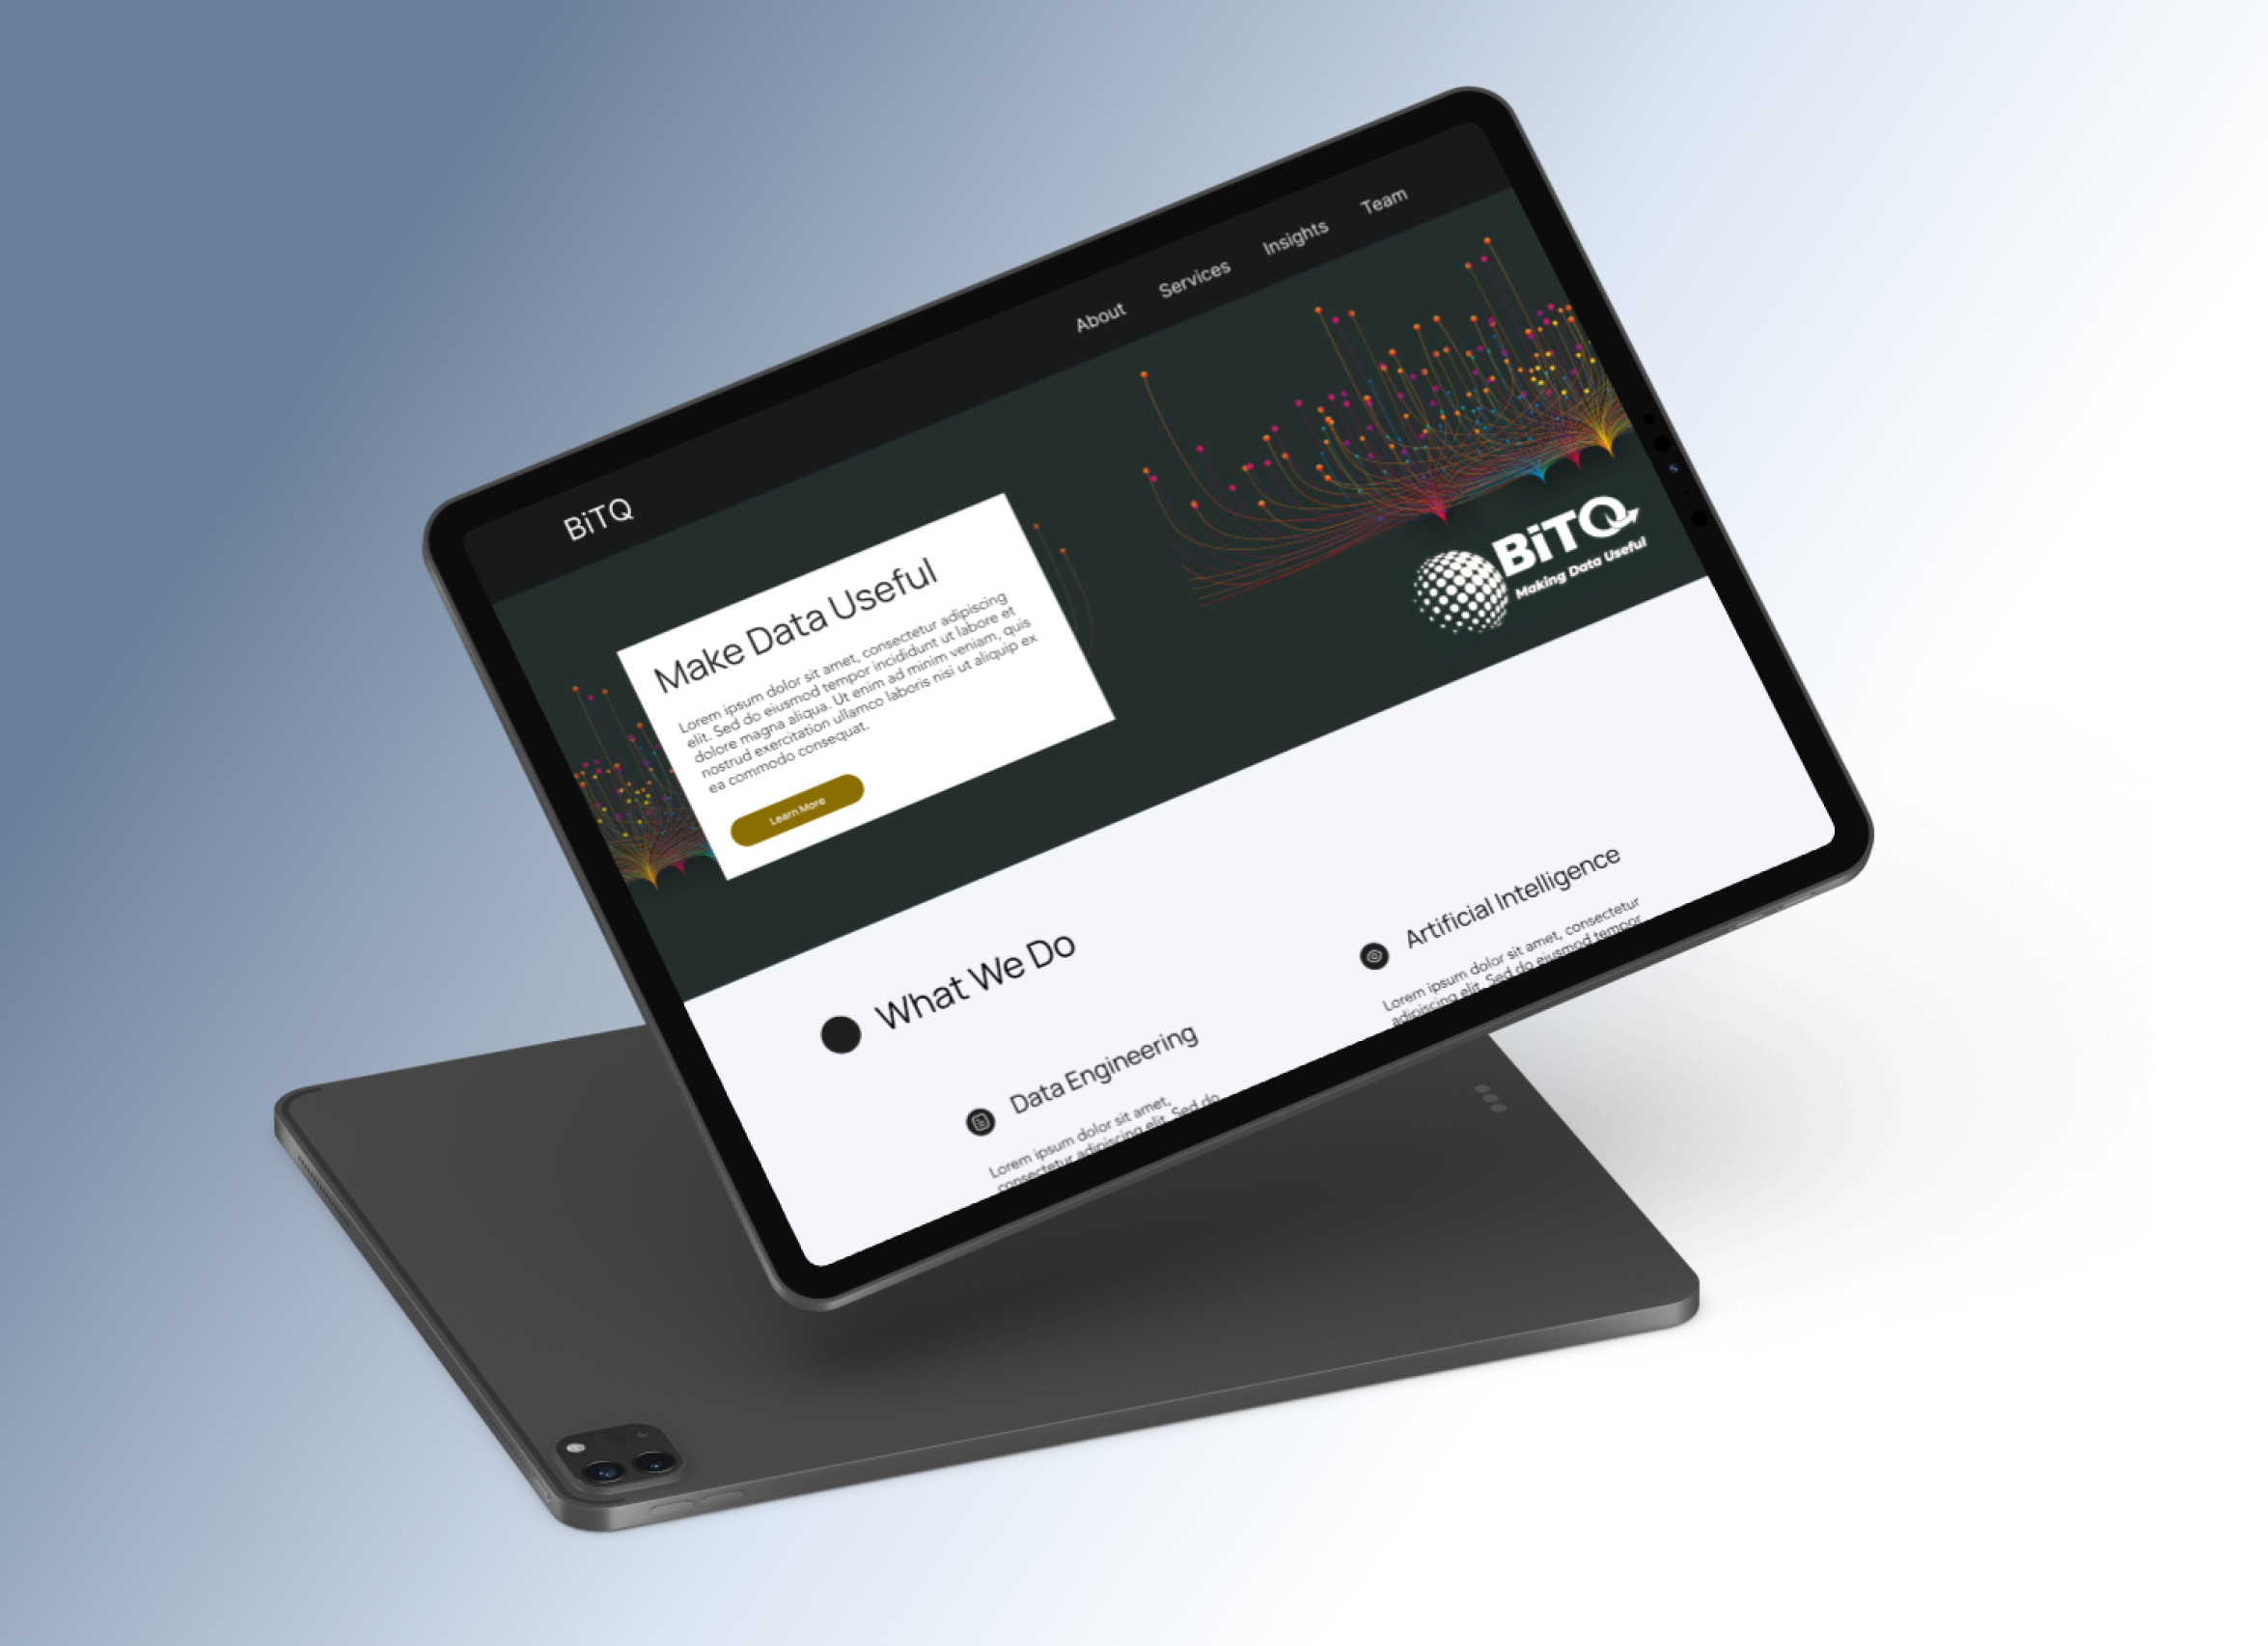 BiTQ
About Services Insights Team
Make Data Useful
Lorem ipsum dolor sit amet, consectetur adipiscing
elit. Sed do eiusmod tempor incididunt ut labore et
dolore magna aliqua. Ut enim ad minim veniam, quis
nostrud exercitation ullamco laboris nisi ut aliquip ex
ea commodo consequat.
Learn More
BiTQ
Making Data Useful
What We Do
Data Engineering
Lorem ipsum dolor sit amet,
consectetur adipiscing elit. Sed do
Artificial Intelligence
Lorem ipsum dolor sit amet, consectetur
adipiscing elit. Sed do eiusmod tempor